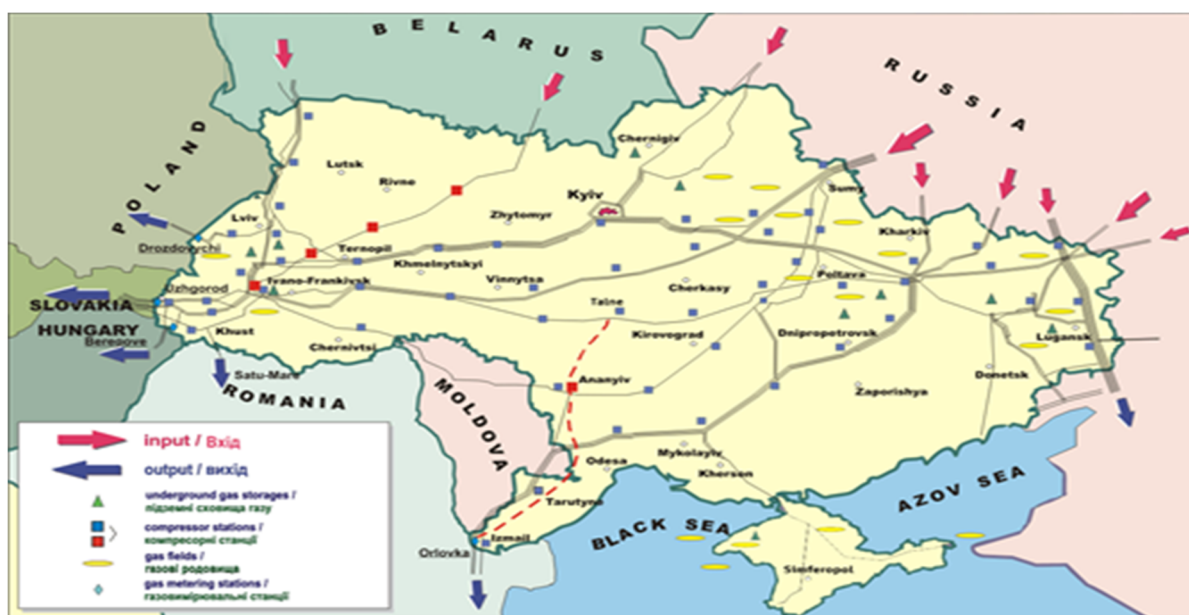 BELARUS
RUSSIA
POLAND
Chernigiv
Lutsk
Rivne
Kyiv
Sumy
Zhytomyr
Lviv
Kharkiv
Drozdovychi
Ternopil
Khmelnytskyi
Poltava
Ivano-Frankivsk
Vinnytsa
Cherkasy
Uzhgorod
SLOVAKIA
HUNGARY
Talne
Khust
Kirovograd
Dnipropetrovsk
Lugansk
Beregove
Chernivtsi
Satu-Mare
Ananyiv
Donetsk
ROMANIA
Zaporishya
MOLDOVA
Odesa
Mykolayiv
Kherson
Tarutyne
AZOV SEA
BLACK SEA
Izmail
Orlovka
Simferopol
input / Вхід
output / вихід
underground gas storages /
підземні сховища газу
compressor stations /
компресорні станції
gas fields /
газові родовища
gas metering stations /
газовимірювальні станції